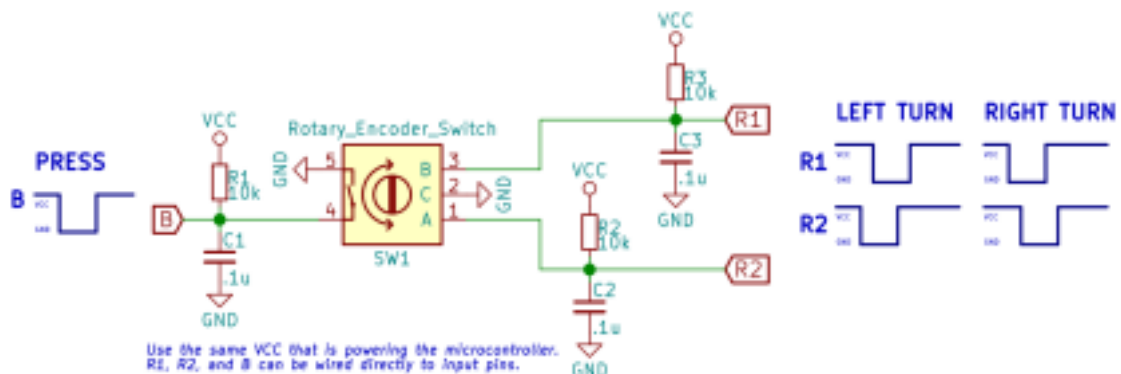 VCC
R3
10k
R1
LEFT TURN
RIGHT TURN
VCC
Rotary_Encoder_Switch
C3
.1u
GND
PRESS
B
VCC
GND
R1
10k
B
C1
.1u
GND
GND
5
4
B
C
A
3
2
1
GND
SW1
VCC
R2
10k
R2
C2
.1u
GND
R1
VCC
GND
VCC
GND
R2
VCC
GND
VCC
GND
Use the same VCC that is powering the microcontroller.
R1, R2, and B can be wired directly to input pins.